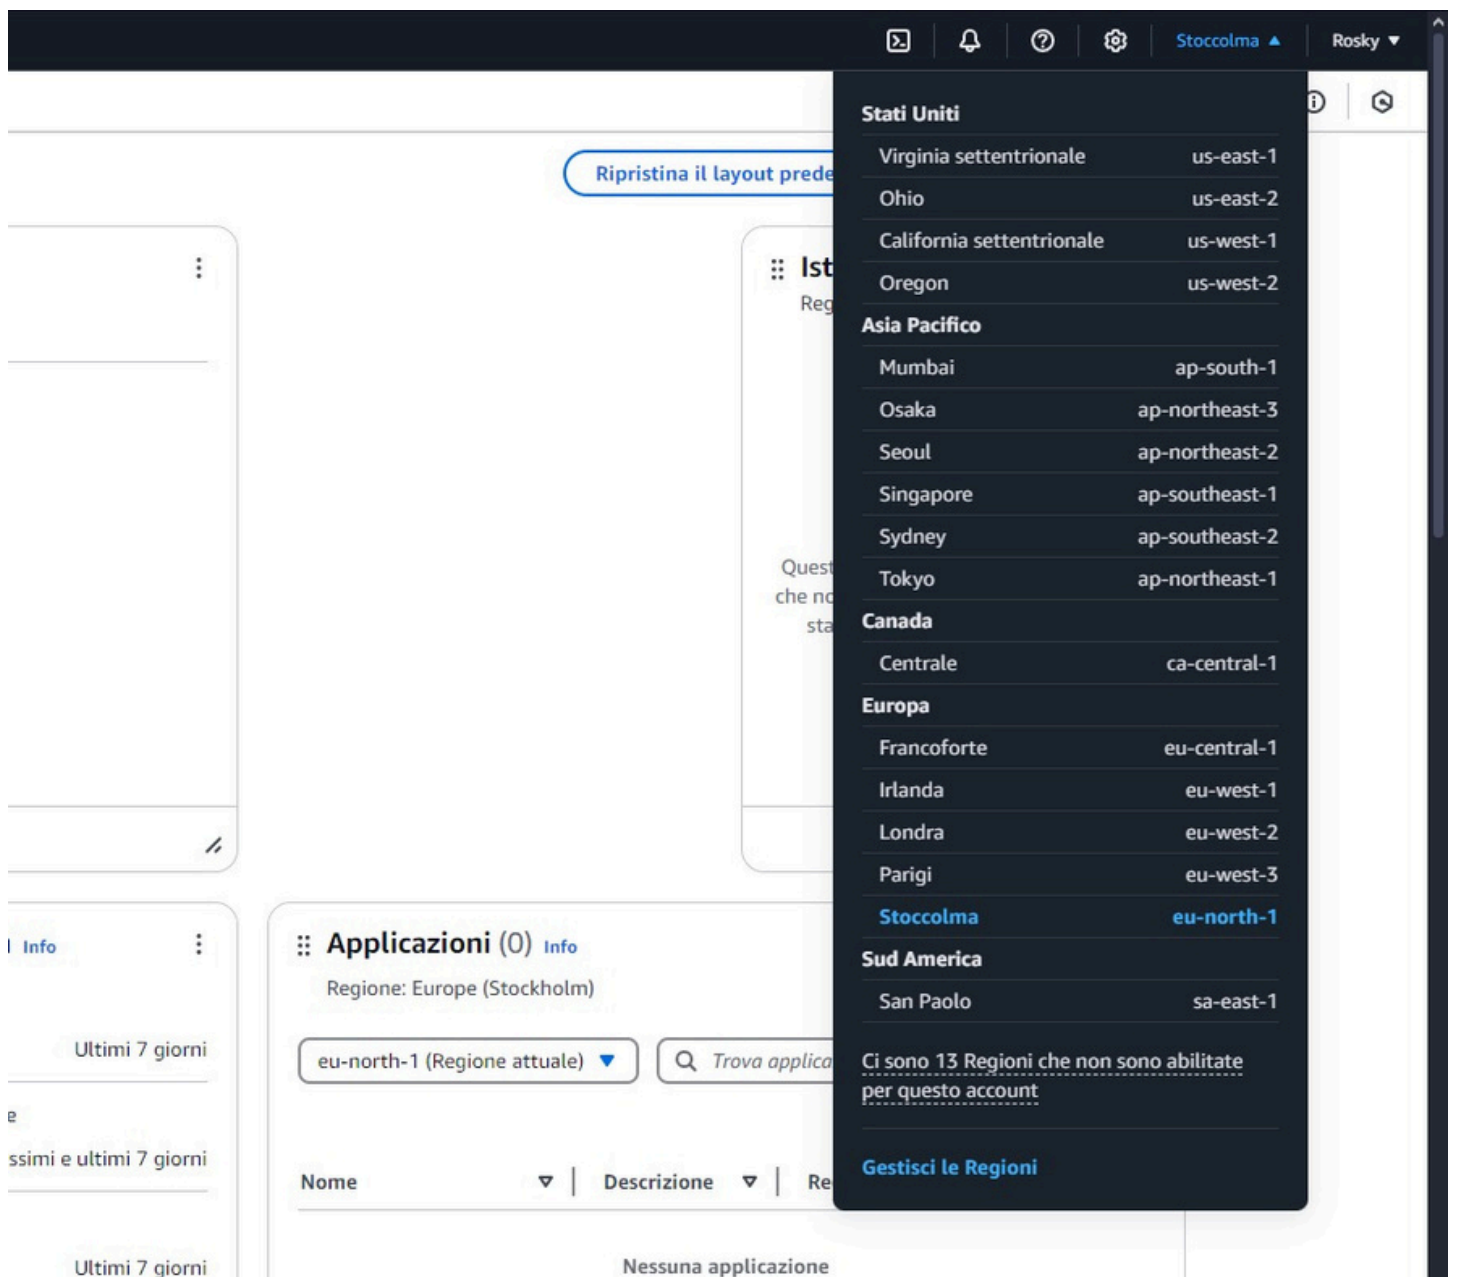 Stoccolma Rosky
Stati Uniti
Virginia settentrionale us-east-1
Ohio us-east-2
California settentrionale us-west-1
Oregon us-west-2
Asia Pacifico
Mumbai ap-south-1
Osaka ap-northeast-3
Seoul ap-northeast-2
Singapore ap-southeast-1
Sydney ap-southeast-2
Tokyo ap-northeast-1
Canada
Centrale ca-central-1
Europa
Francoforte eu-central-1
Irlanda eu-west-1
Londra eu-west-2
Parigi eu-west-3
Stoccolma eu-north-1
Sud America
San Paolo sa-east-1
Ci sono 13 Regioni che non sono abilitate
per questo account
Gestisci le Regioni
Ripristina il layout prede
Ist
Reg
Quest
che no
sta
Info
Ultimi 7 giorni
e
ssimi e ultimi 7 giorni
Ultimi 7 giorni
Applicazioni (0) Info
Regione: Europe (Stockholm)
eu-north-1 (Regione attuale) Trova applica
Nome Descrizione Re
Nessuna applicazione